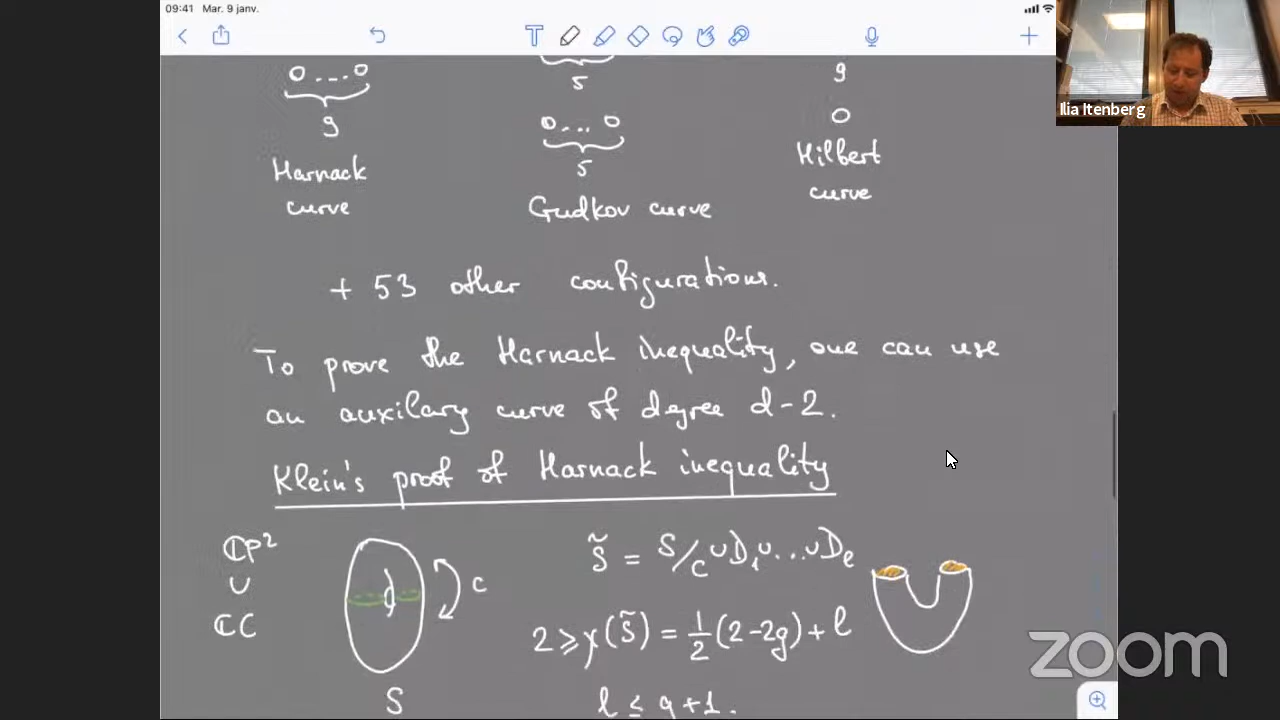 09:41 Mar. 9 janv.
Ilia Itenberg
0...0
9
Harnack
curve
5
0...0
5
Gudkov curve
9
0
Hilbert
curve
+ 53 other configurations.
To prove the Harnack inequality, one can use
an auxilary curve of degree d-2.
Klein's proof of Harnack inequality
ℂP²
∪
ℂC
c
S
S̃ = S/c ∪ D₁ ∪ ... ∪ Dₗ
2 ≥ χ(S̃) = ½(2-2g) + l
l ≤ g+1.
zoom